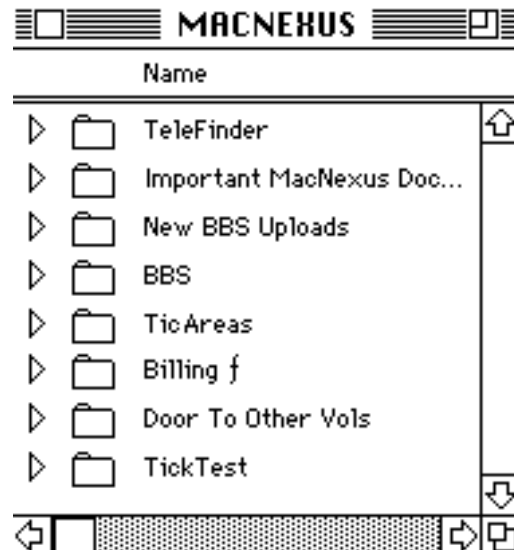 MACNEXUS
Name
TeleFinder
Important MacNexus Doc...
New BBS Uploads
BBS
TicAreas
Billing ƒ
Door To Other Vols
TickTest